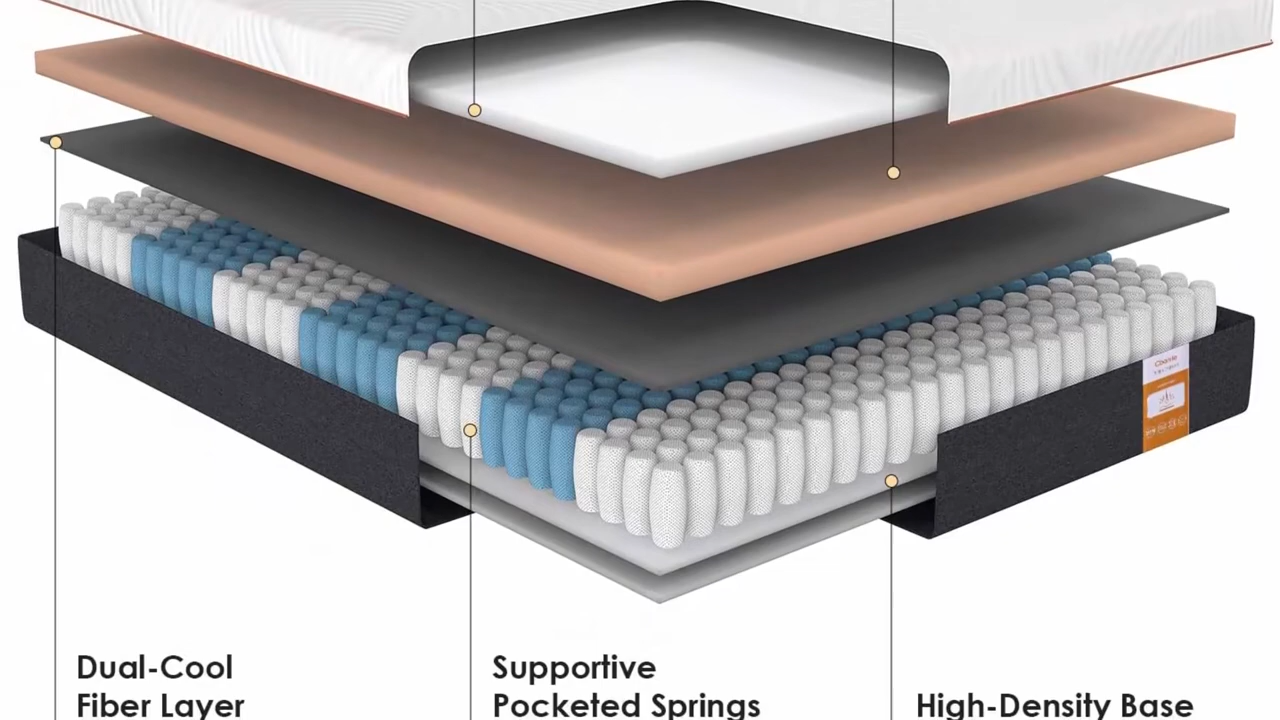 Dual-Cool
Fiber Layer
Supportive
Pocketed Springs
High-Density Base